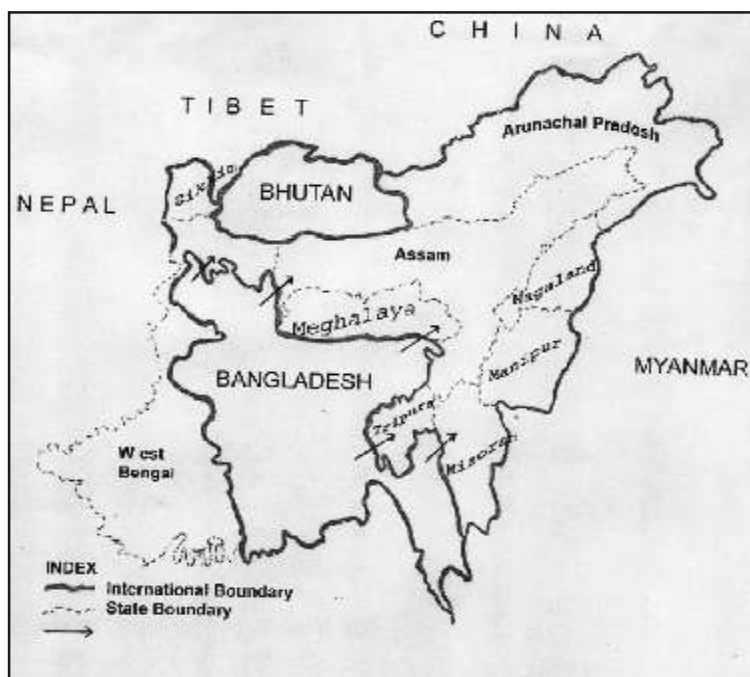 C H I N A
T I B E T
Arunachal Pradesh
Sikkim
NEPAL
BHUTAN
Assam
Nagaland
Meghalaya
Manipur
BANGLADESH
MYANMAR
Tripura
West
Bengal
Mizoram
INDEX
International Boundary
State Boundary